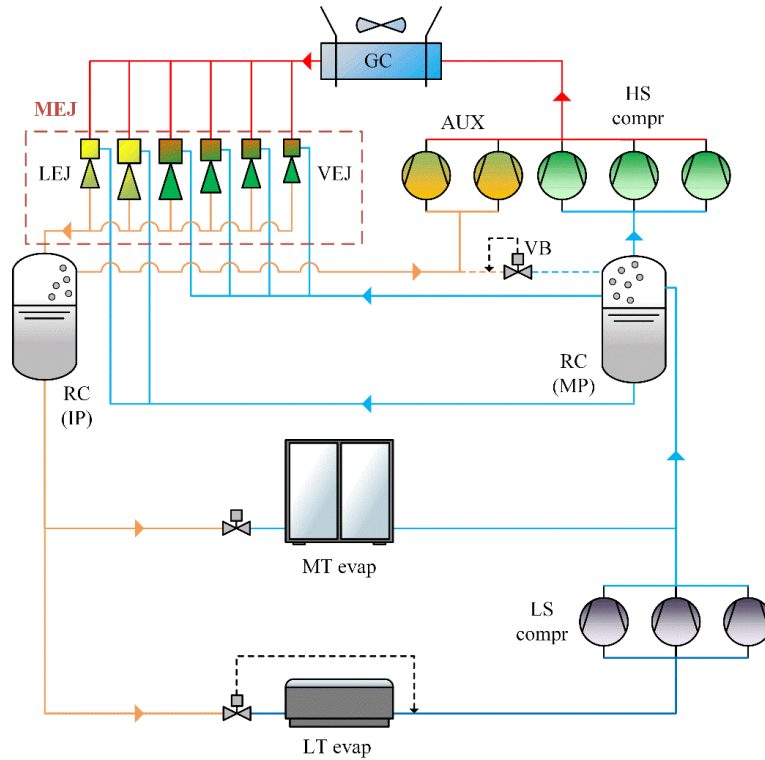 GC
MEJ
AUX
HS
compr
LEJ
VEJ
VB
RC
(IP)
RC
(MP)
MT evap
LS
compr
LT evap